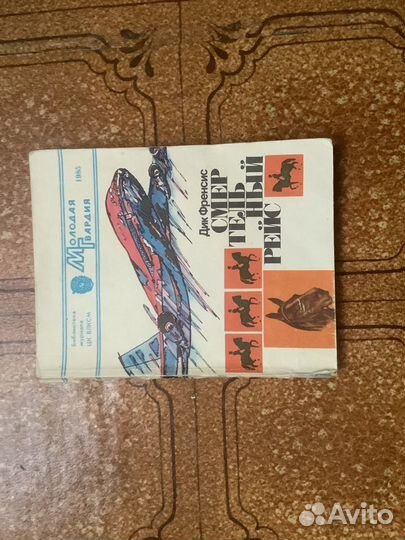 Библиотека
журнала
ЦК ВЛКСМ
МОЛОДАЯ
ГВАРДИЯ
1985
Дик Френсис
СМЕР
ТЕЛЬ
НЫЙ
РЕЙС
Avito